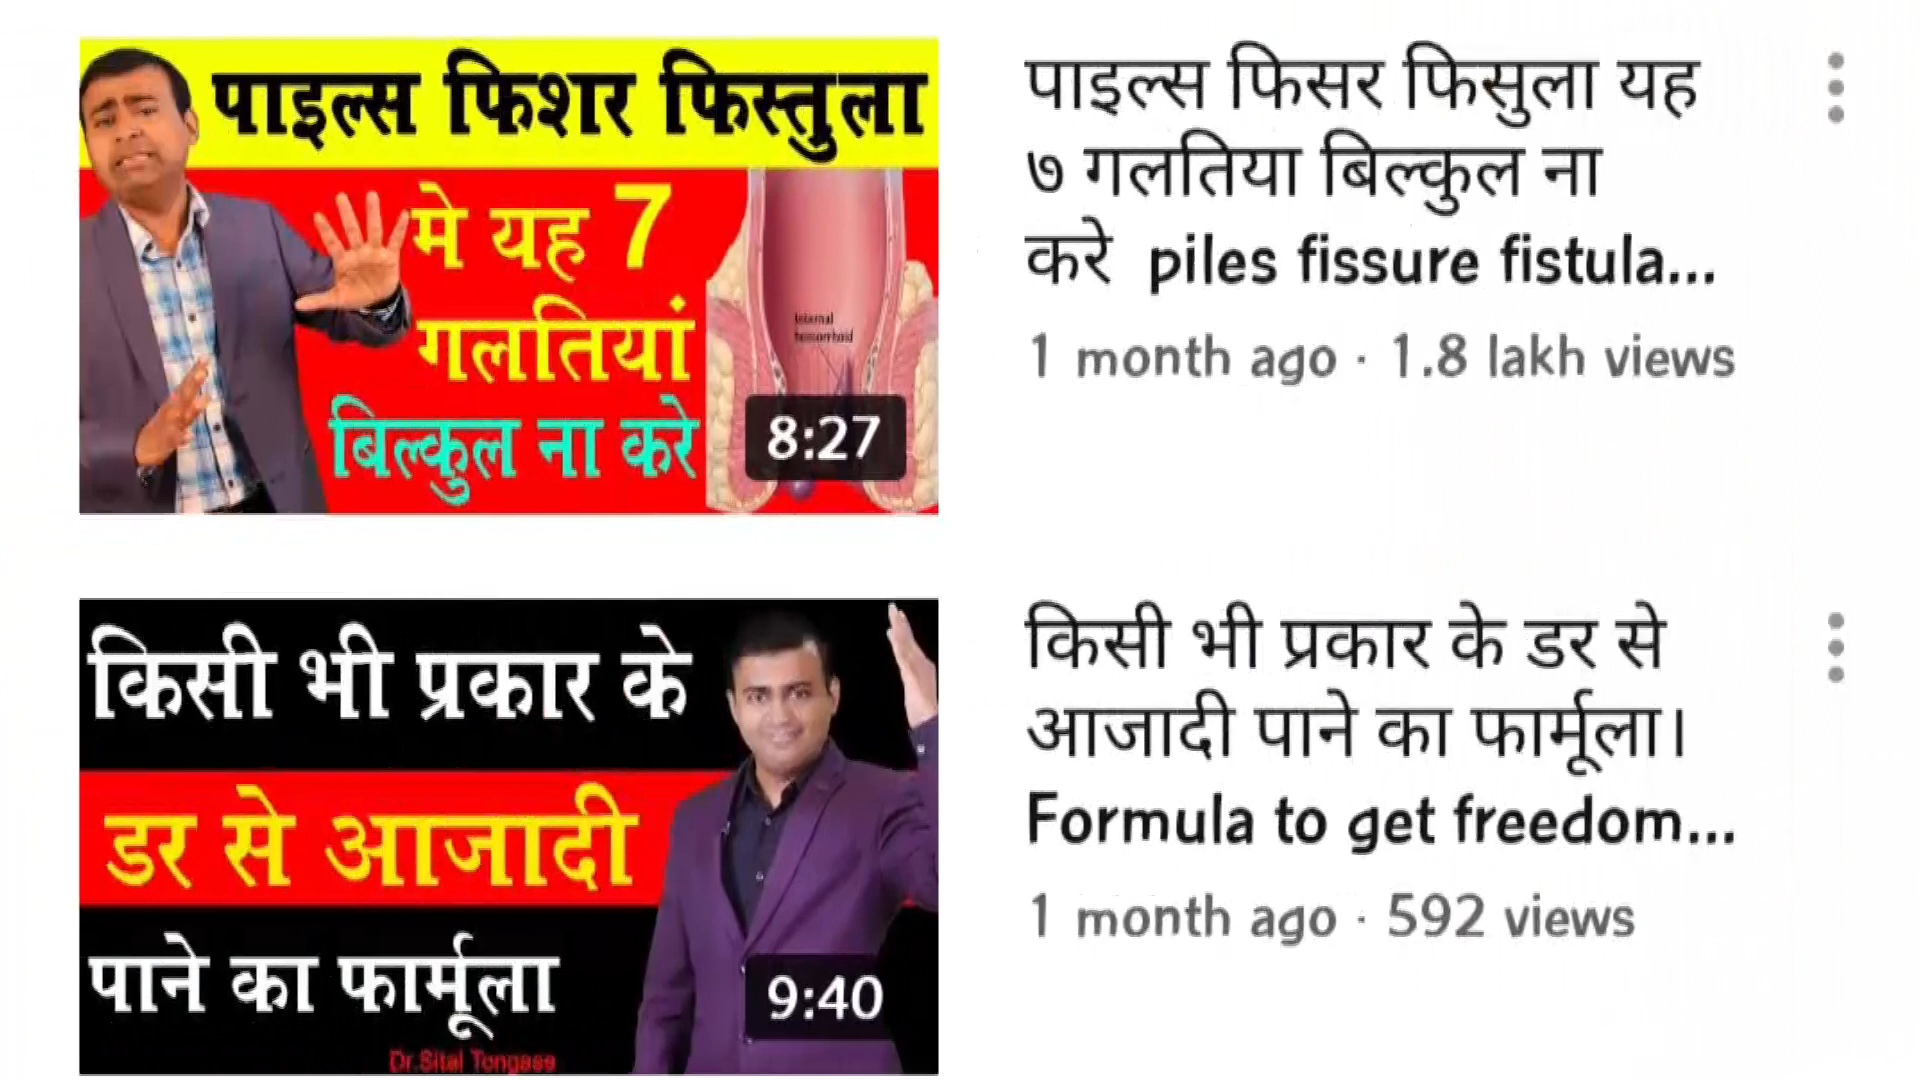 पाइल्स फिशर फिस्तुला
मे यह 7
गलतियां
बिल्कुल ना करे
Internal
hemorrhoid
8:27
पाइल्स फिसर फिसुला यह
७ गलतिया बिल्कुल ना
करे piles fissure fistula...
1 month ago · 1.8 lakh views
किसी भी प्रकार के
डर से आजादी
पाने का फार्मूला
Dr.Sital Tongase
9:40
किसी भी प्रकार के डर से
आजादी पाने का फार्मूला।
Formula to get freedom...
1 month ago · 592 views